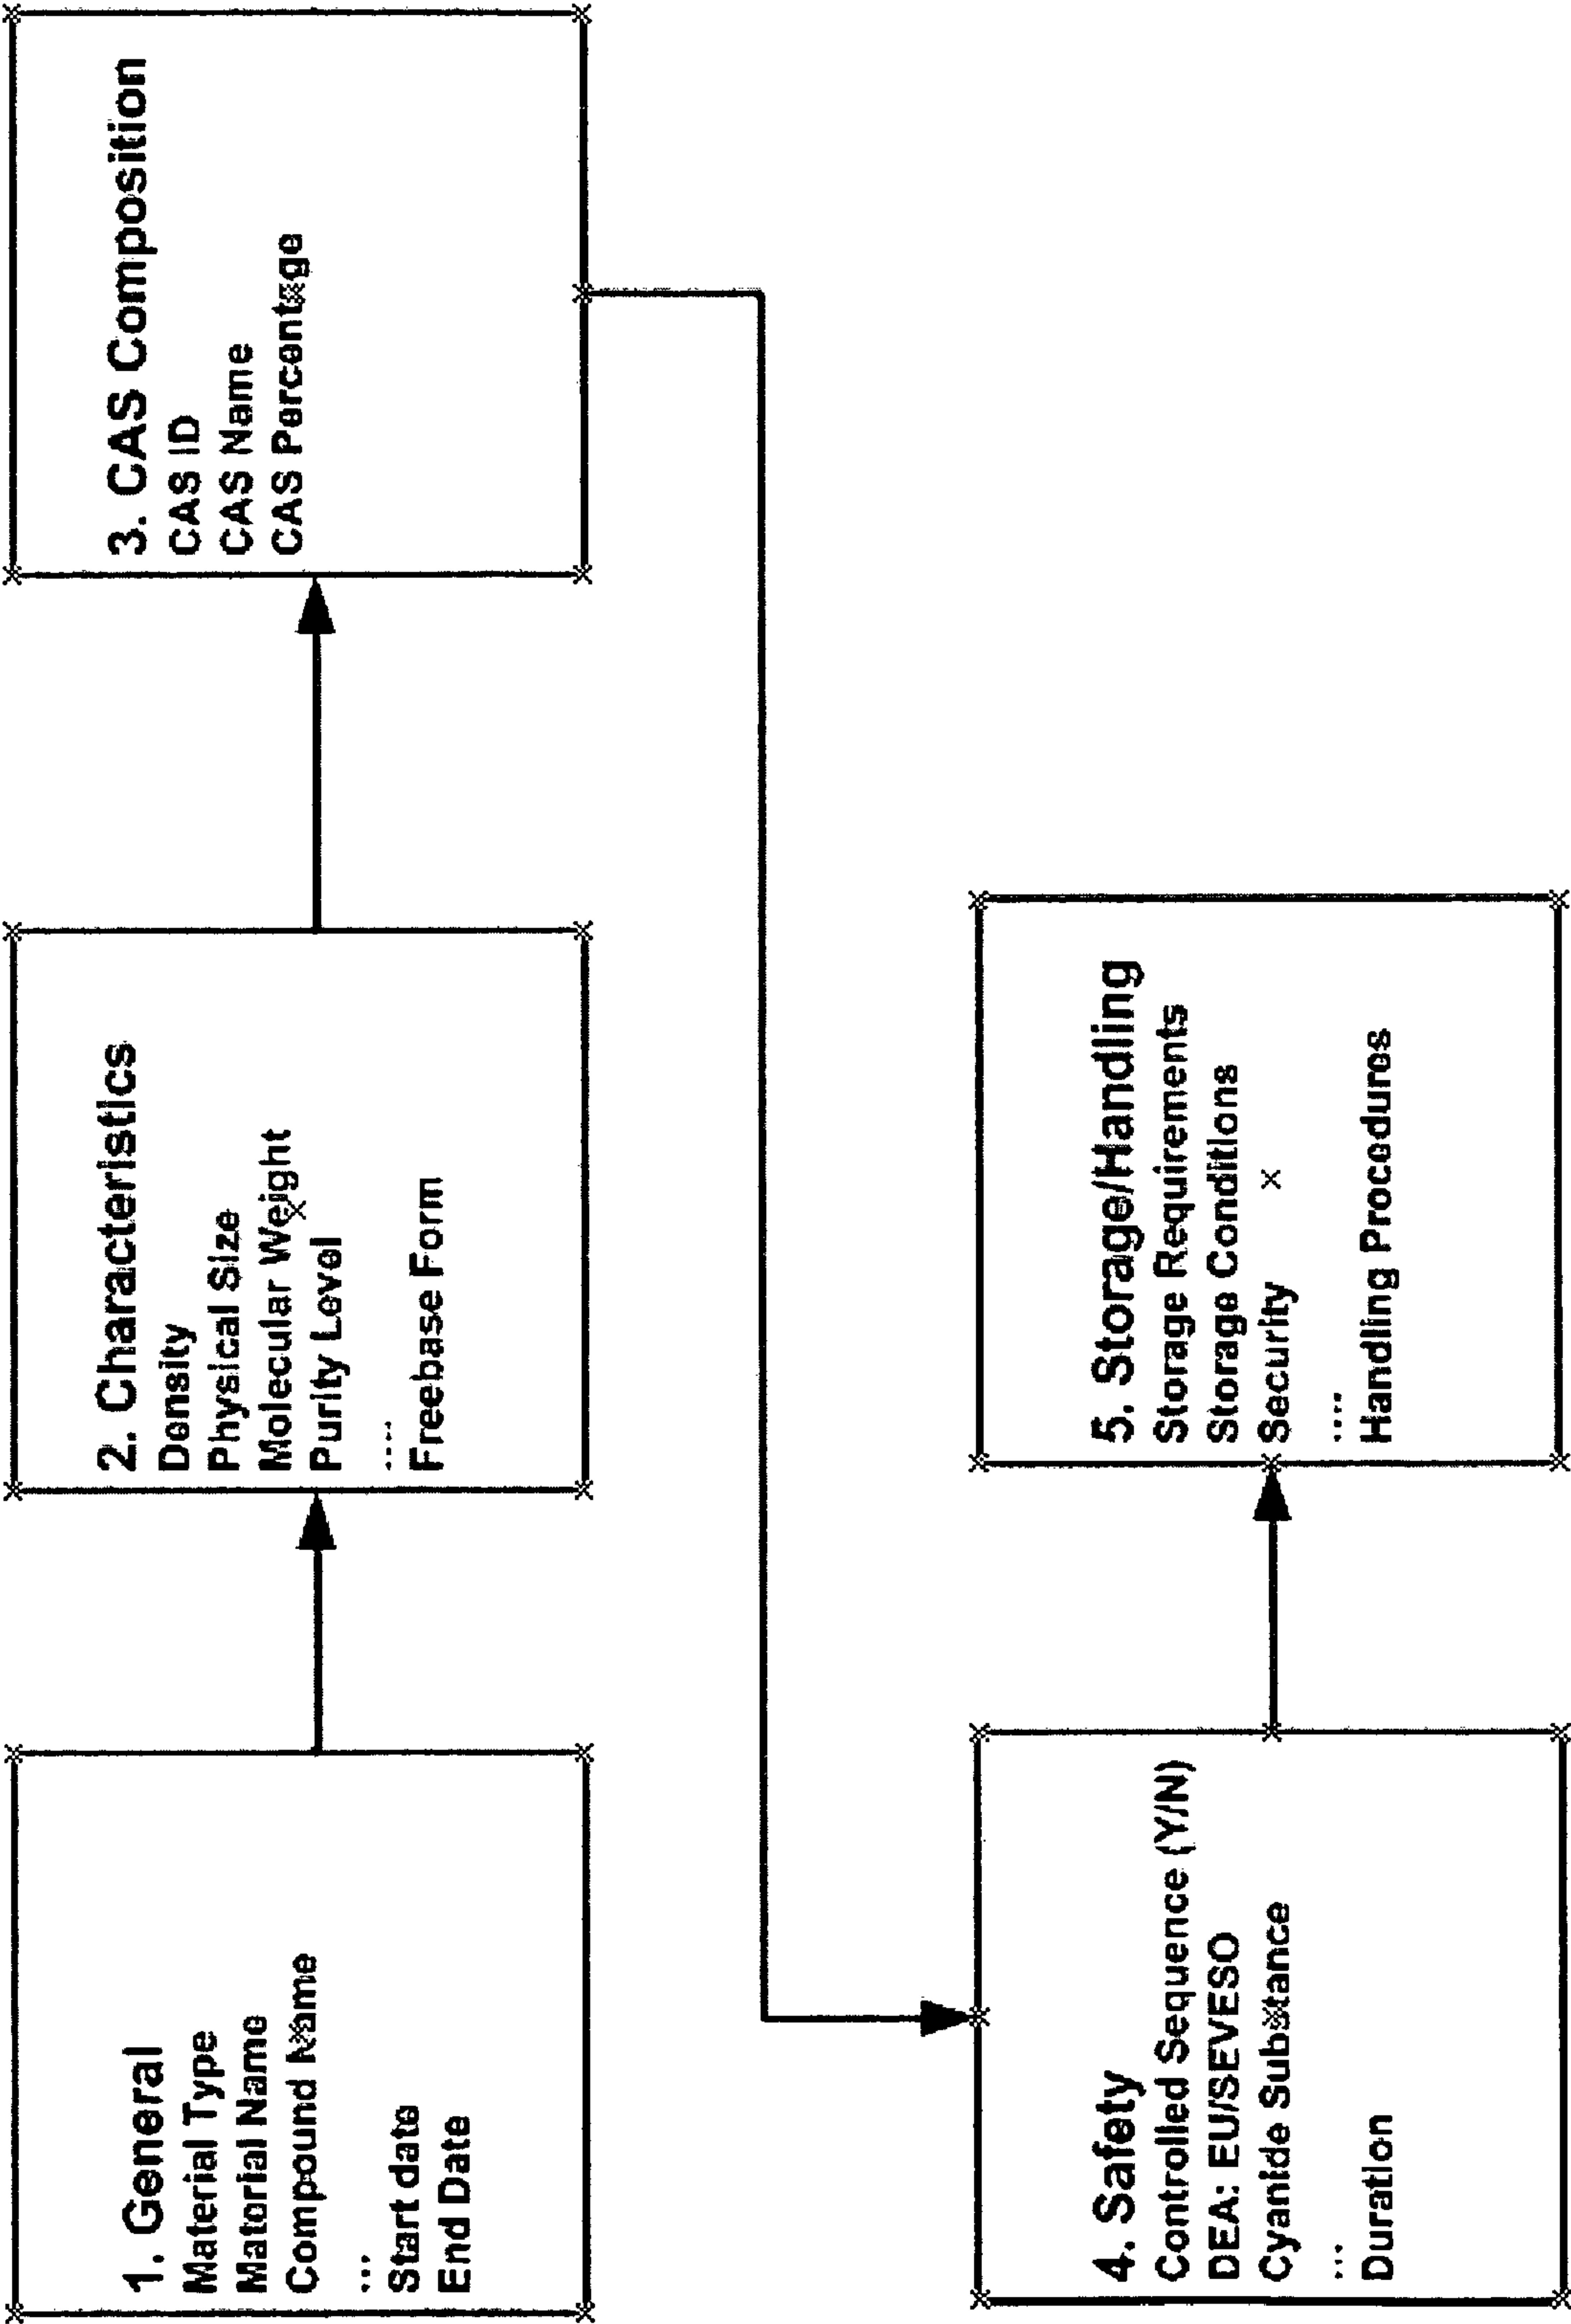 1. General
Material Type
Material Name
Compound Name
...
Start date
End Date
2. Characteristics
Density
Physical Size
Molecular Weight
Purity Level
....
Freebase Form
3. CAS Composition
CAS ID
CAS Name
CAS Percentage
4. Safety
Controlled Sequence (Y/N)
DEA: EU/SEVESO
Cyanide Substance
...
Duration
5. Storage/Handling
Storage Requirements
Storage Conditions
Security
....
Handling Procedures